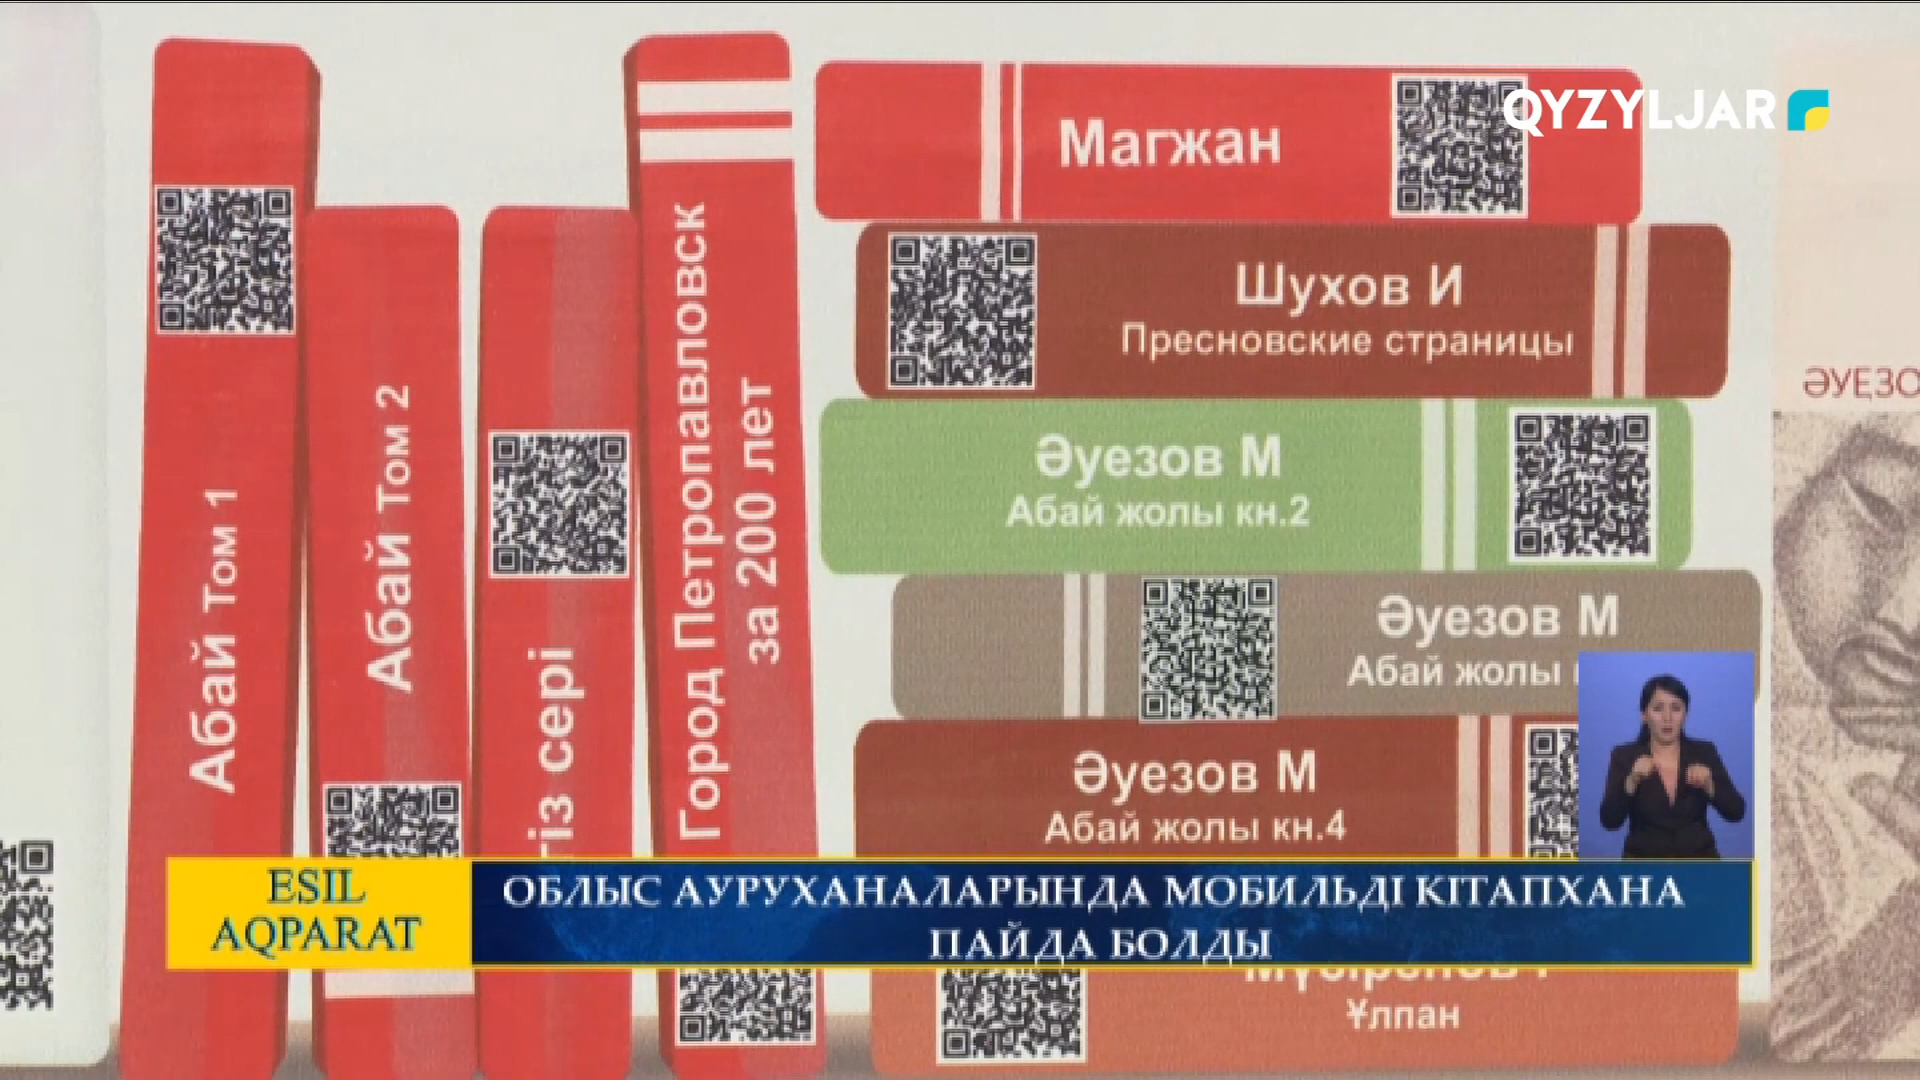 QYZYLJAR
Абай Том 1
Абай Том 2
сері
Город Петропавловск
за 200 лет
Магжан
Шухов И
Пресновские страницы
Әуезов М
Абай жолы кн.2
Әуезов М
Абай жолы
Әуезов М
Абай жолы кн.4
Ұлпан
ESIL
AQPARAT
ОБЛЫС АУРУХАНАЛАРЫНДА МОБИЛЬДІ КІТАПХАНА
ПАЙДА БОЛДЫ